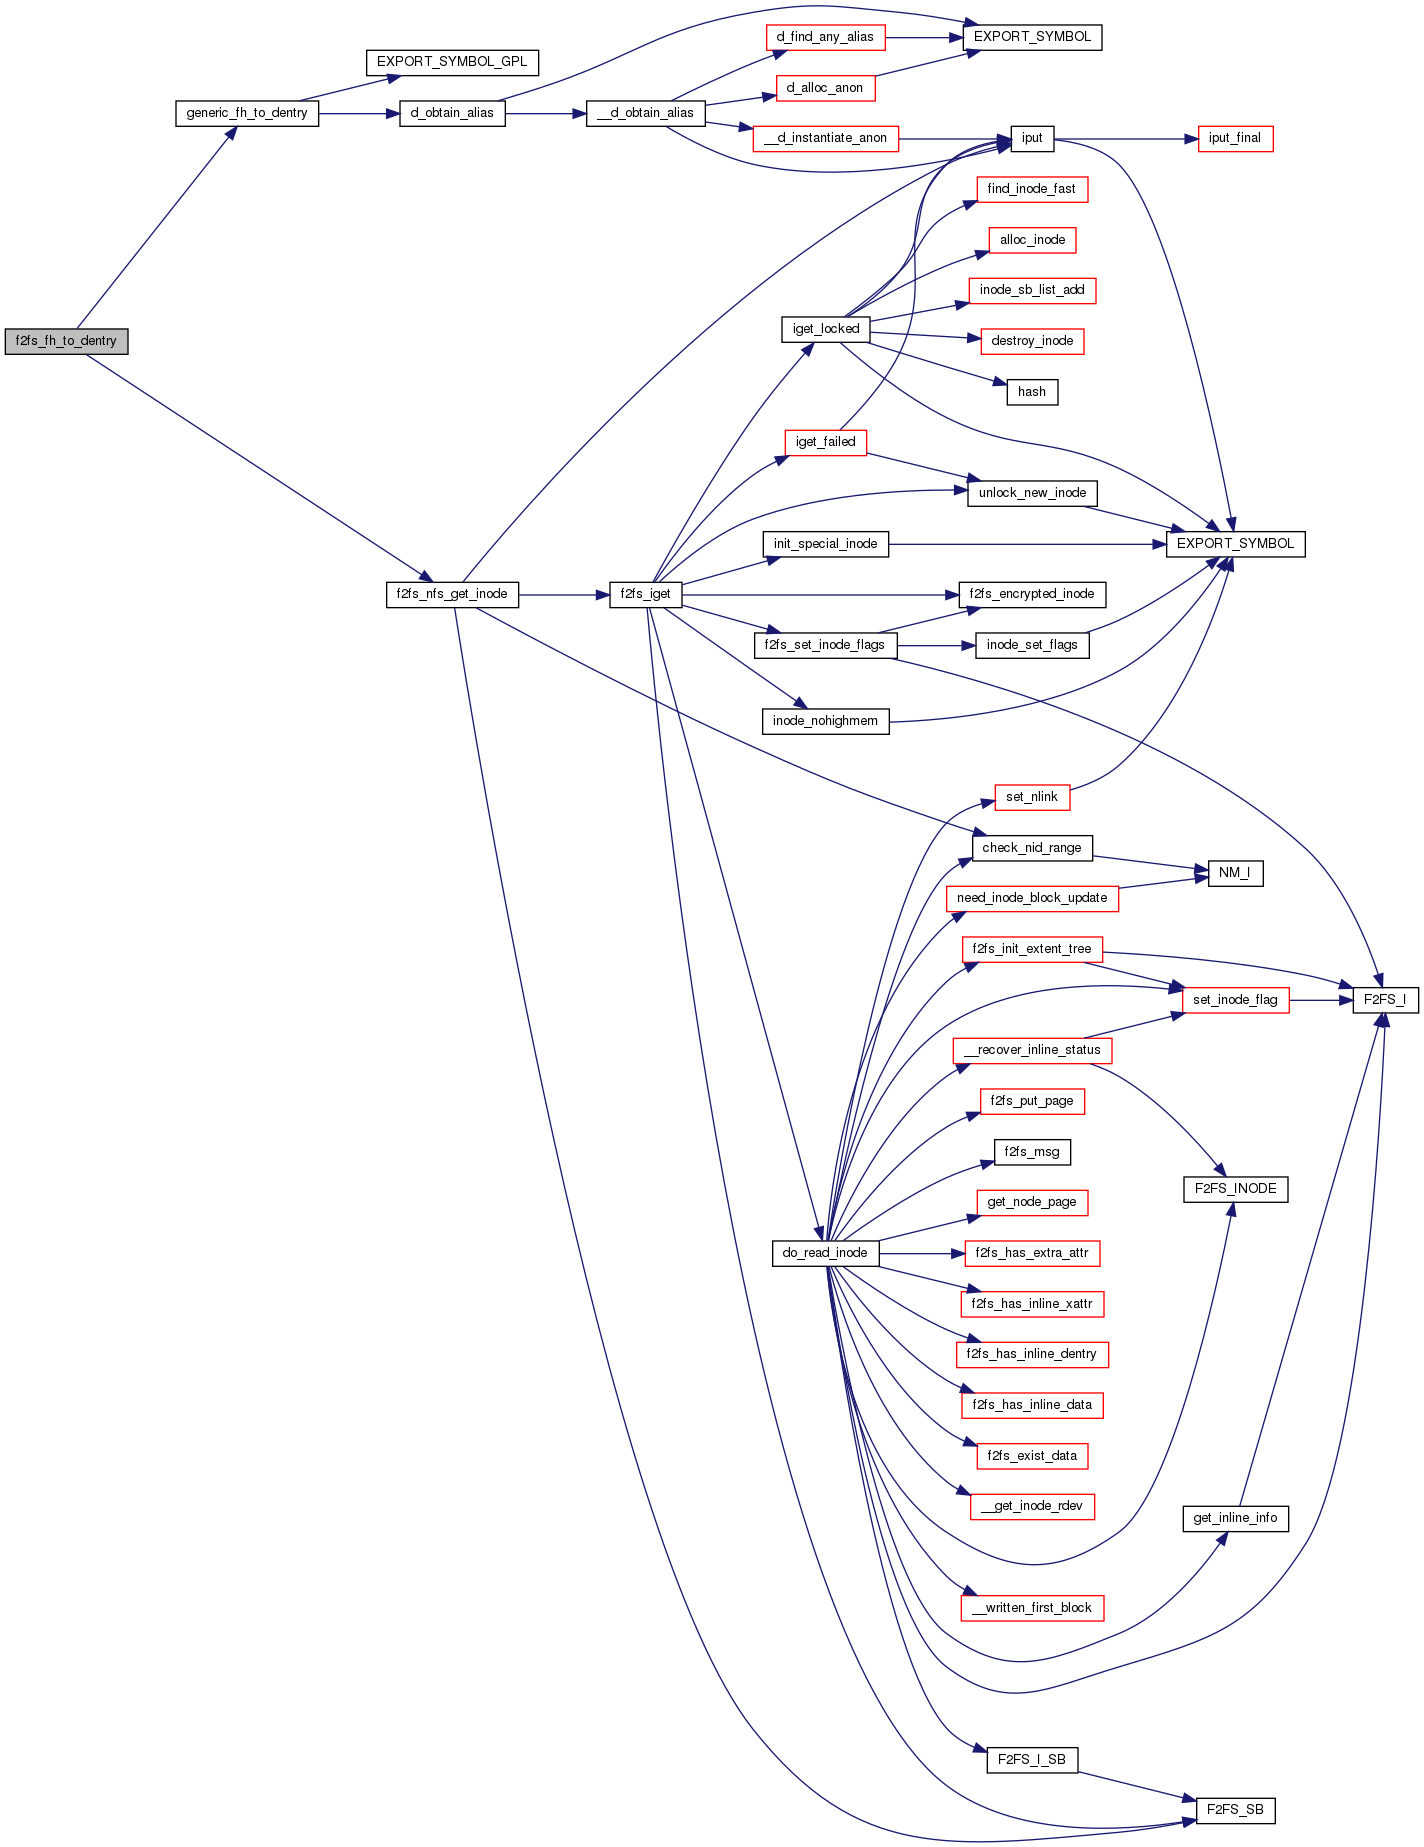 d_find_any_alias
EXPORT_SYMBOL
EXPORT_SYMBOL_GPL
d_alloc_anon
generic_fh_to_dentry
d_obtain_alias
__d_obtain_alias
__d_instantiate_anon
iput
iput_final
find_inode_fast
alloc_inode
inode_sb_list_add
iget_locked
f2fs_fh_to_dentry
destroy_inode
hash
iget_failed
unlock_new_inode
init_special_inode
EXPORT_SYMBOL
f2fs_nfs_get_inode
f2fs_iget
f2fs_encrypted_inode
f2fs_set_inode_flags
inode_set_flags
inode_nohighmem
set_nlink
check_nid_range
NM_I
need_inode_block_update
f2fs_init_extent_tree
set_inode_flag
F2FS_I
__recover_inline_status
f2fs_put_page
f2fs_msg
F2FS_INODE
get_node_page
do_read_inode
f2fs_has_extra_attr
f2fs_has_inline_xattr
f2fs_has_inline_dentry
f2fs_has_inline_data
f2fs_exist_data
__get_inode_rdev
get_inline_info
__written_first_block
F2FS_I_SB
F2FS_SB